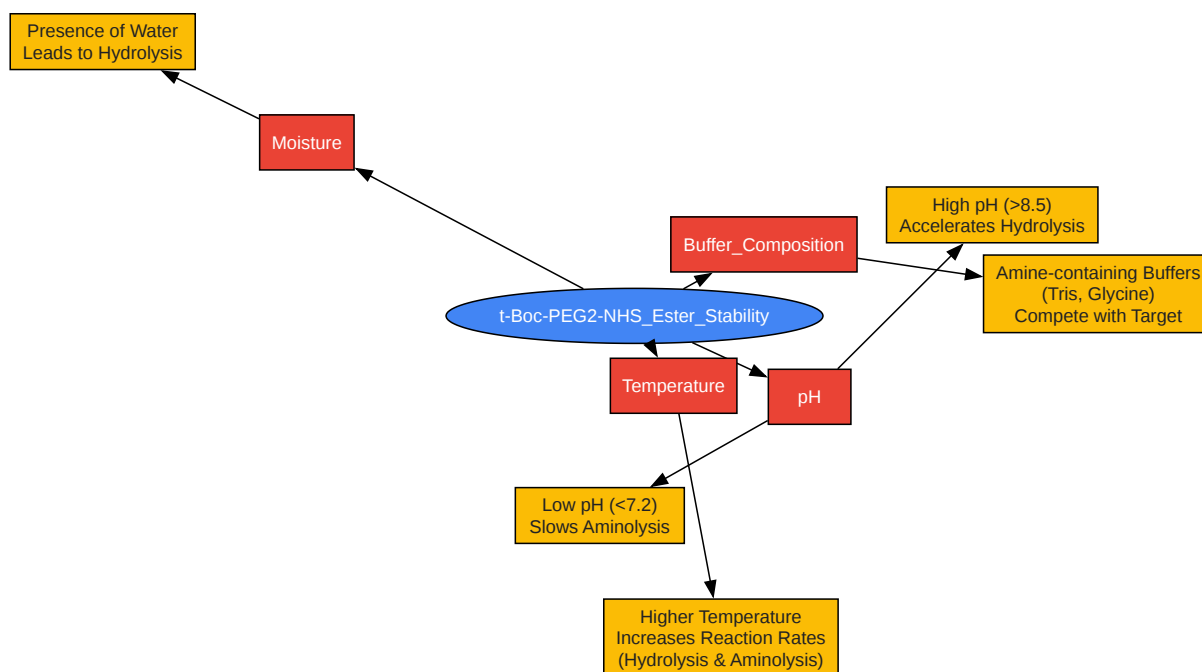 Presence of Water
Leads to Hydrolysis
Moisture
High pH (>8.5)
Accelerates Hydrolysis
Buffer_Composition
Amine-containing Buffers
(Tris, Glycine)
Compete with Target
t-Boc-PEG2-NHS_Ester_Stability
Temperature
pH
Low pH (<7.2)
Slows Aminolysis
Higher Temperature
Increases Reaction Rates
(Hydrolysis & Aminolysis)